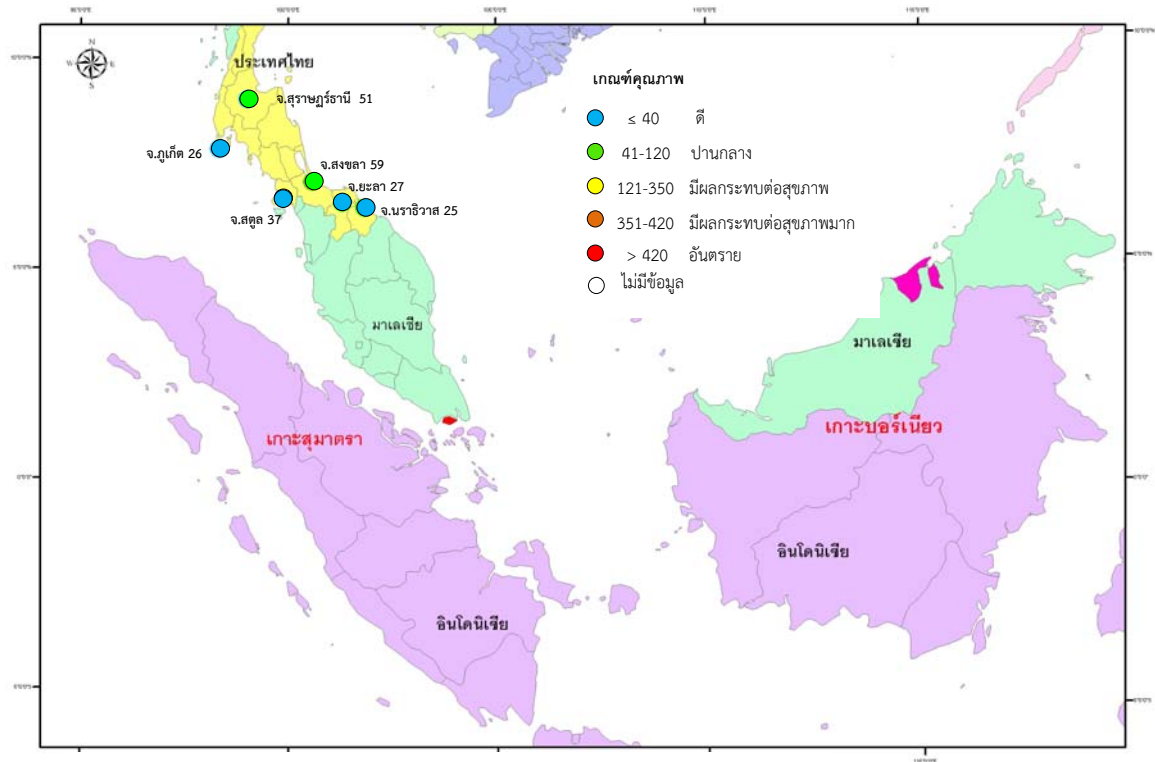 N
W E
S
ประเทศไทย
จ.สุราษฎร์ธานี 51
จ.ภูเก็ต 26
จ.สงขลา 59
จ.ยะลา 27
จ.สตูล 37
จ.นราธิวาส 25
เกณฑ์คุณภาพ
≤ 40 ดี
41-120 ปานกลาง
121-350 มีผลกระทบต่อสุขภาพ
351-420 มีผลกระทบต่อสุขภาพมาก
> 420 อันตราย
ไม่มีข้อมูล
มาเลเซีย
มาเลเซีย
เกาะสุมาตรา
เกาะบอร์เนียว
อินโดนิเซีย
อินโดนิเซีย